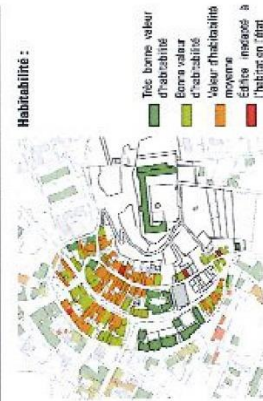 Habitabilité :
Très bonne valeur
d'habitabilité
Bonne valeur
d'habitabilité
Valeur d'habitabilité
moyenne
Édifice inadapté à
l'habitat en l'état